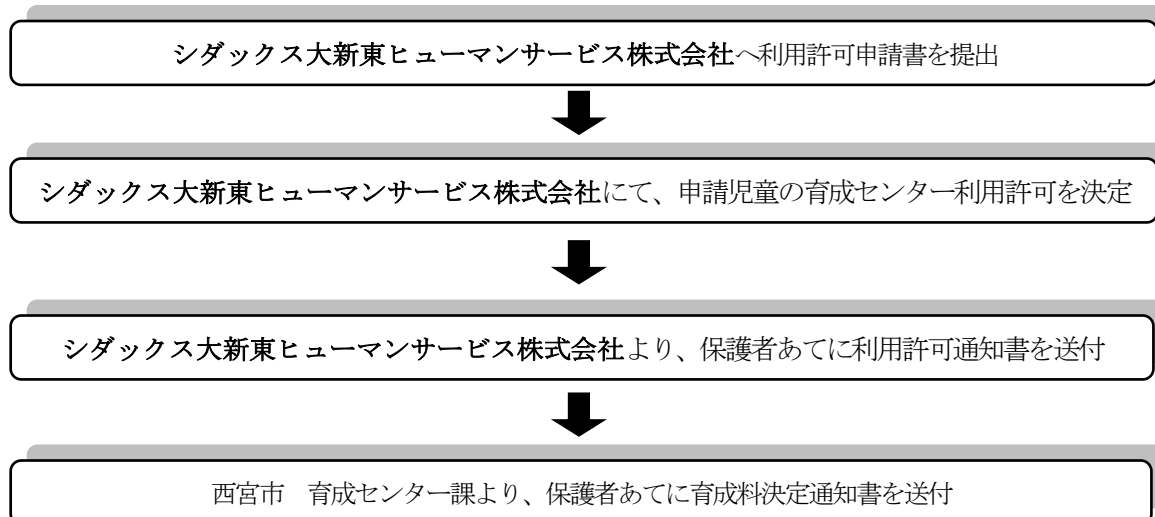 シダックス大新東ヒューマンサービス株式会社へ利用許可申請書を提出
シダックス大新東ヒューマンサービス株式会社にて、申請児童の育成センター利用許可を決定
シダックス大新東ヒューマンサービス株式会社より、保護者あてに利用許可通知書を送付
西宮市　育成センター課より、保護者あてに育成料決定通知書を送付